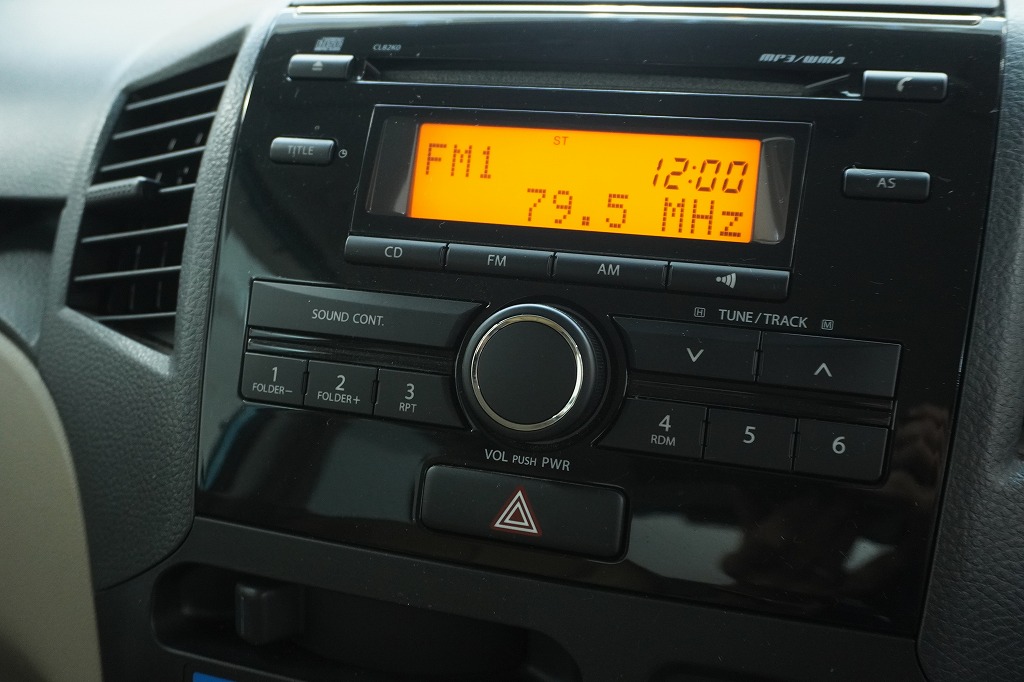 CL82K0
MP3/WMA
TITLE
AS
ST
FM1 12:00
79.5 MHz
CD FM AM
SOUND CONT.
H TUNE/TRACK M
1 2 3
FOLDER− FOLDER+ RPT
4 5 6
RDM
VOL PUSH PWR